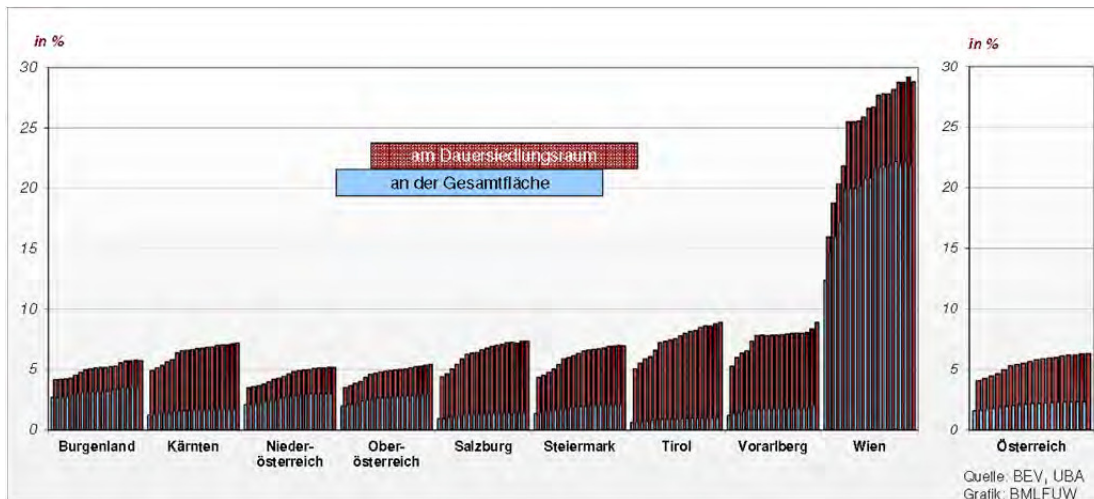 in %
30
25
20
15
10
5
0
am Dauersiedlungsraum
an der Gesamtfläche
Burgenland
Kärnten
Nieder-
österreich
Ober-
österreich
Salzburg
Steiermark
Tirol
Vorarlberg
Wien
in %
30
25
20
15
10
5
0
Österreich
Quelle: BEV, UBA
Grafik: BMLFUW